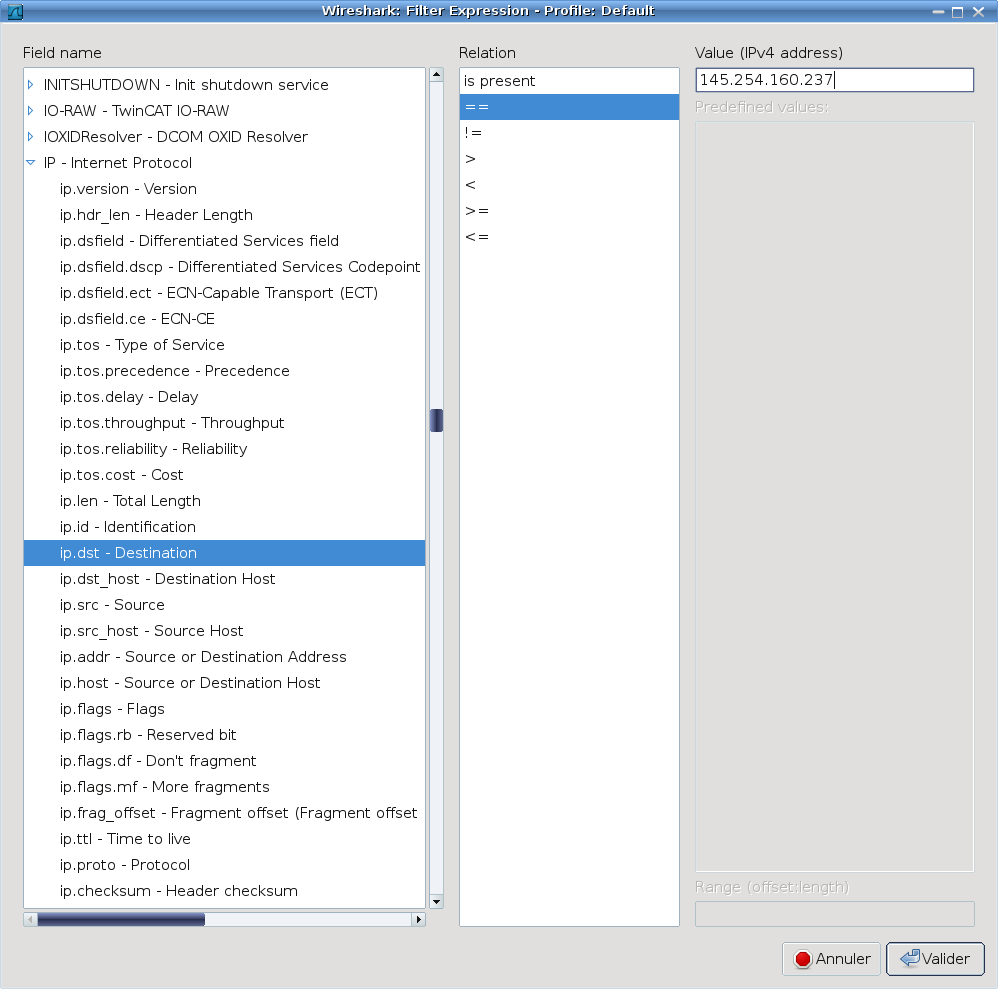 Wireshark: Filter Expression - Profile: Default
Field name
INITSHUTDOWN - Init shutdown service
IO-RAW - TwinCAT IO-RAW
IOXIDResolver - DCOM OXID Resolver
IP - Internet Protocol
ip.version - Version
ip.hdr_len - Header Length
ip.dsfield - Differentiated Services field
ip.dsfield.dscp - Differentiated Services Codepoint
ip.dsfield.ect - ECN-Capable Transport (ECT)
ip.dsfield.ce - ECN-CE
ip.tos - Type of Service
ip.tos.precedence - Precedence
ip.tos.delay - Delay
ip.tos.throughput - Throughput
ip.tos.reliability - Reliability
ip.tos.cost - Cost
ip.len - Total Length
ip.id - Identification
ip.dst - Destination
ip.dst_host - Destination Host
ip.src - Source
ip.src_host - Source Host
ip.addr - Source or Destination Address
ip.host - Source or Destination Host
ip.flags - Flags
ip.flags.rb - Reserved bit
ip.flags.df - Don't fragment
ip.flags.mf - More fragments
ip.frag_offset - Fragment offset (Fragment offset
ip.ttl - Time to live
ip.proto - Protocol
ip.checksum - Header checksum
Relation
is present
==
!=
>
<
>=
<=
Value (IPv4 address)
145.254.160.237
Predefined values:
Range (offset:length)
Annuler
Valider